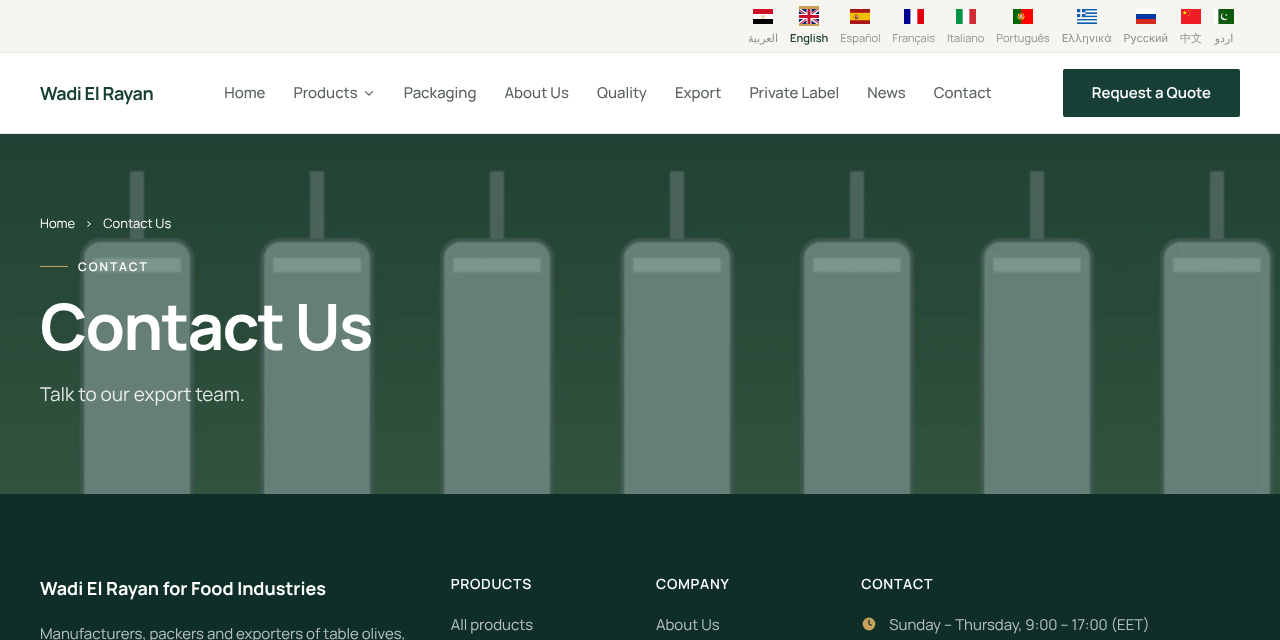 العربية English Español Français Italiano Português Ελληνικά Русский 中文 اردو
Wadi El Rayan Home Products Packaging About Us Quality Export Private Label News Contact Request a Quote
Home › Contact Us
CONTACT
Contact Us
Talk to our export team.
Wadi El Rayan for Food Industries PRODUCTS COMPANY CONTACT
Manufacturers, packers and exporters of table olives, All products About Us Sunday – Thursday, 9:00 – 17:00 (EET)